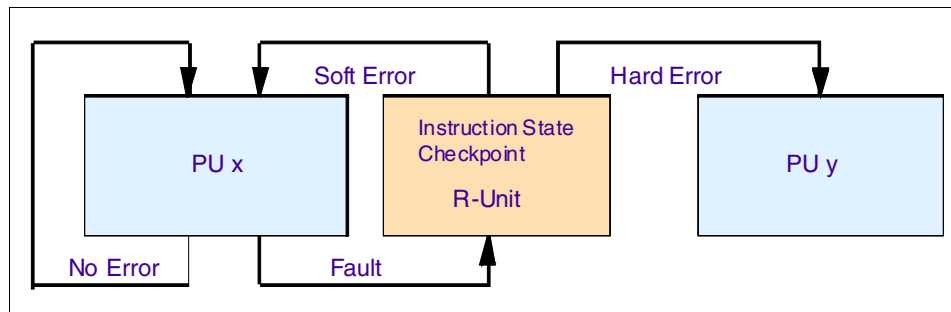 Soft Error
Hard Error
Instruction State
Checkpoint
PU x
R-Unit
PU y
No Error
Fault